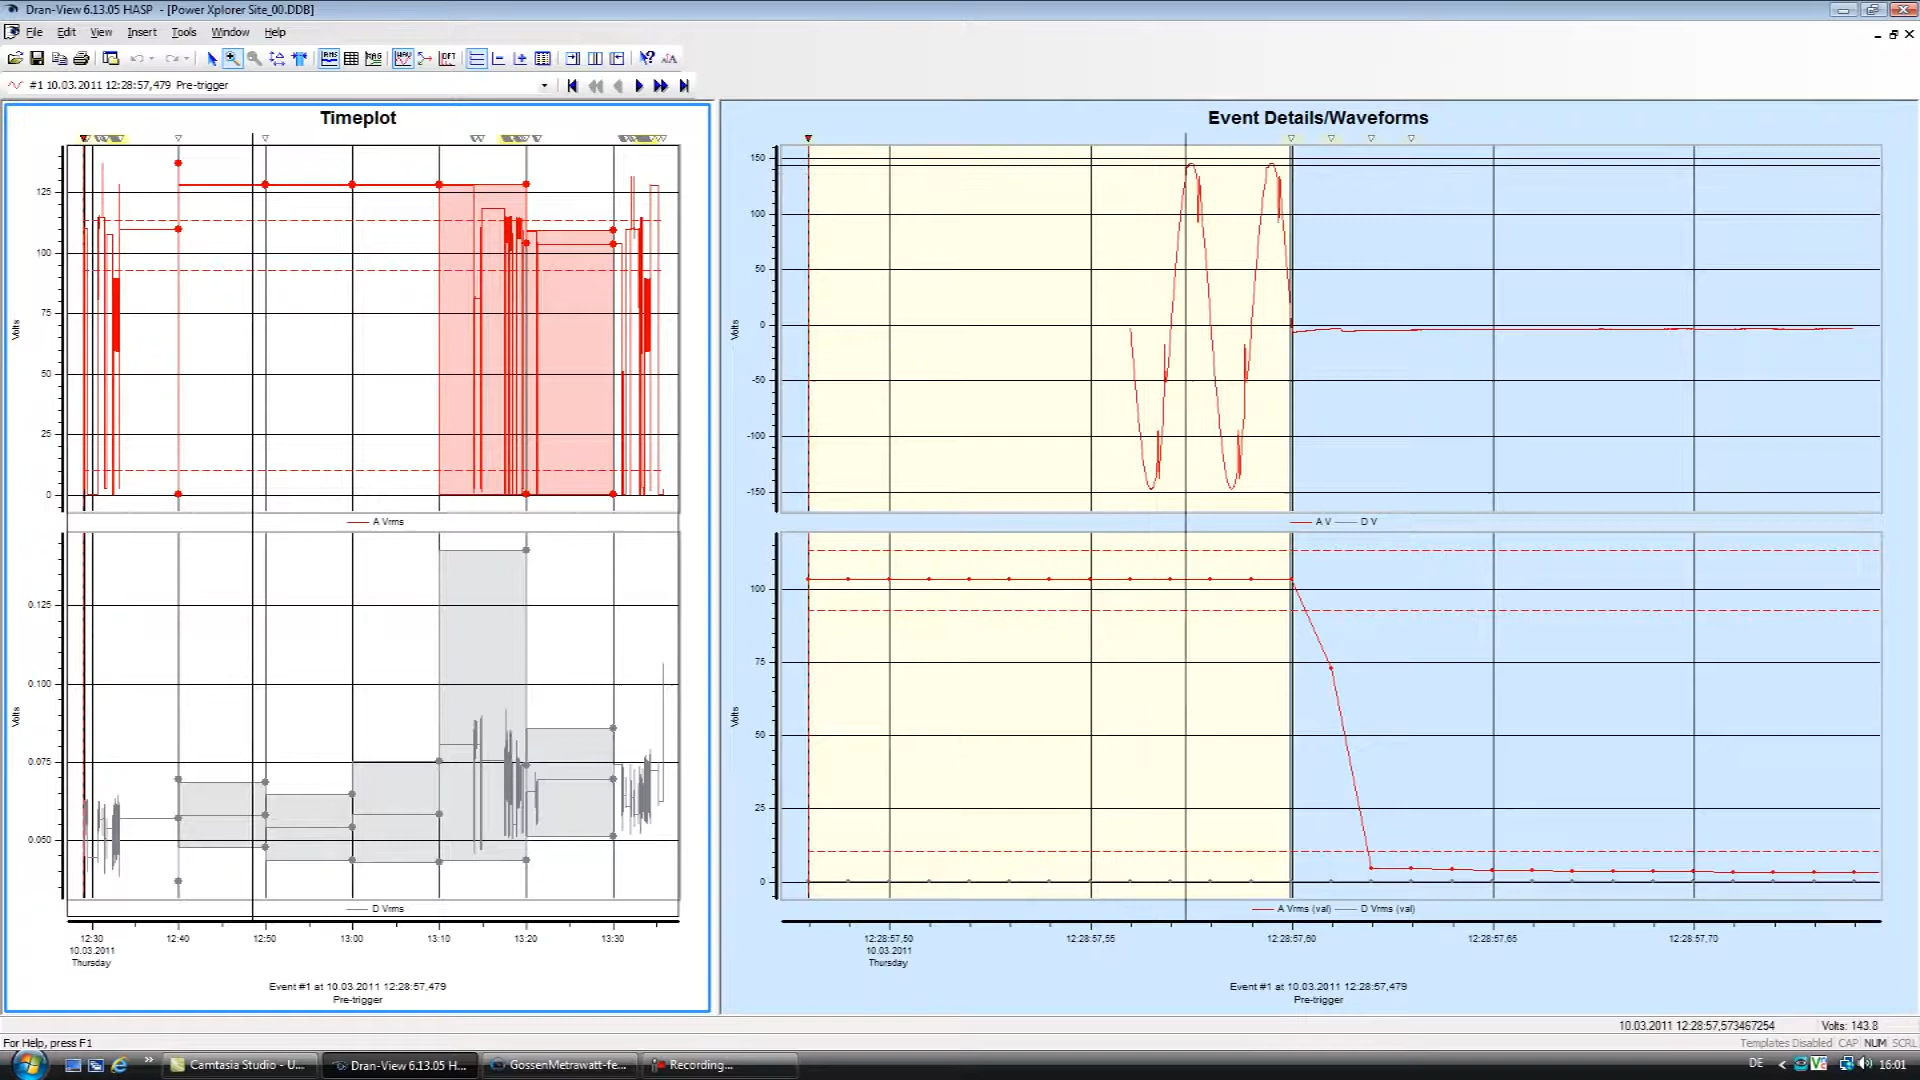 Dran-View 6.13.05 HASP - [Power Xplorer Site_00.DDB]
File Edit View Insert Tools Window Help
#1 10.03.2011 12:28:57,479 Pre-trigger
Timeplot
125
100
75
50
25
0
Volts
A Vrms
0.125
0.100
0.075
0.050
Volts
D Vrms
12:30 12:40 12:50 13:00 13:10 13:20 13:30
10.03.2011
Thursday
Event #1 at 10.03.2011 12:28:57,479
Pre-trigger
Event Details/Waveforms
150
100
50
0
-50
-100
-150
Volts
A V D V
100
75
50
25
0
Volts
A Vrms (val) D Vrms (val)
12:28:57,50 12:28:57,55 12:28:57,60 12:28:57,65 12:28:57,70
10.03.2011
Thursday
Event #1 at 10.03.2011 12:28:57,479
Pre-trigger
10.03.2011 12:28:57,573467254 Volts: 143.8
For Help, press F1
Templates Disabled CAP NUM SCRL
Camtasia Studio - U...
Dran-View 6.13.05 H...
GossenMetrawatt-fe...
Recording...
DE
16:01